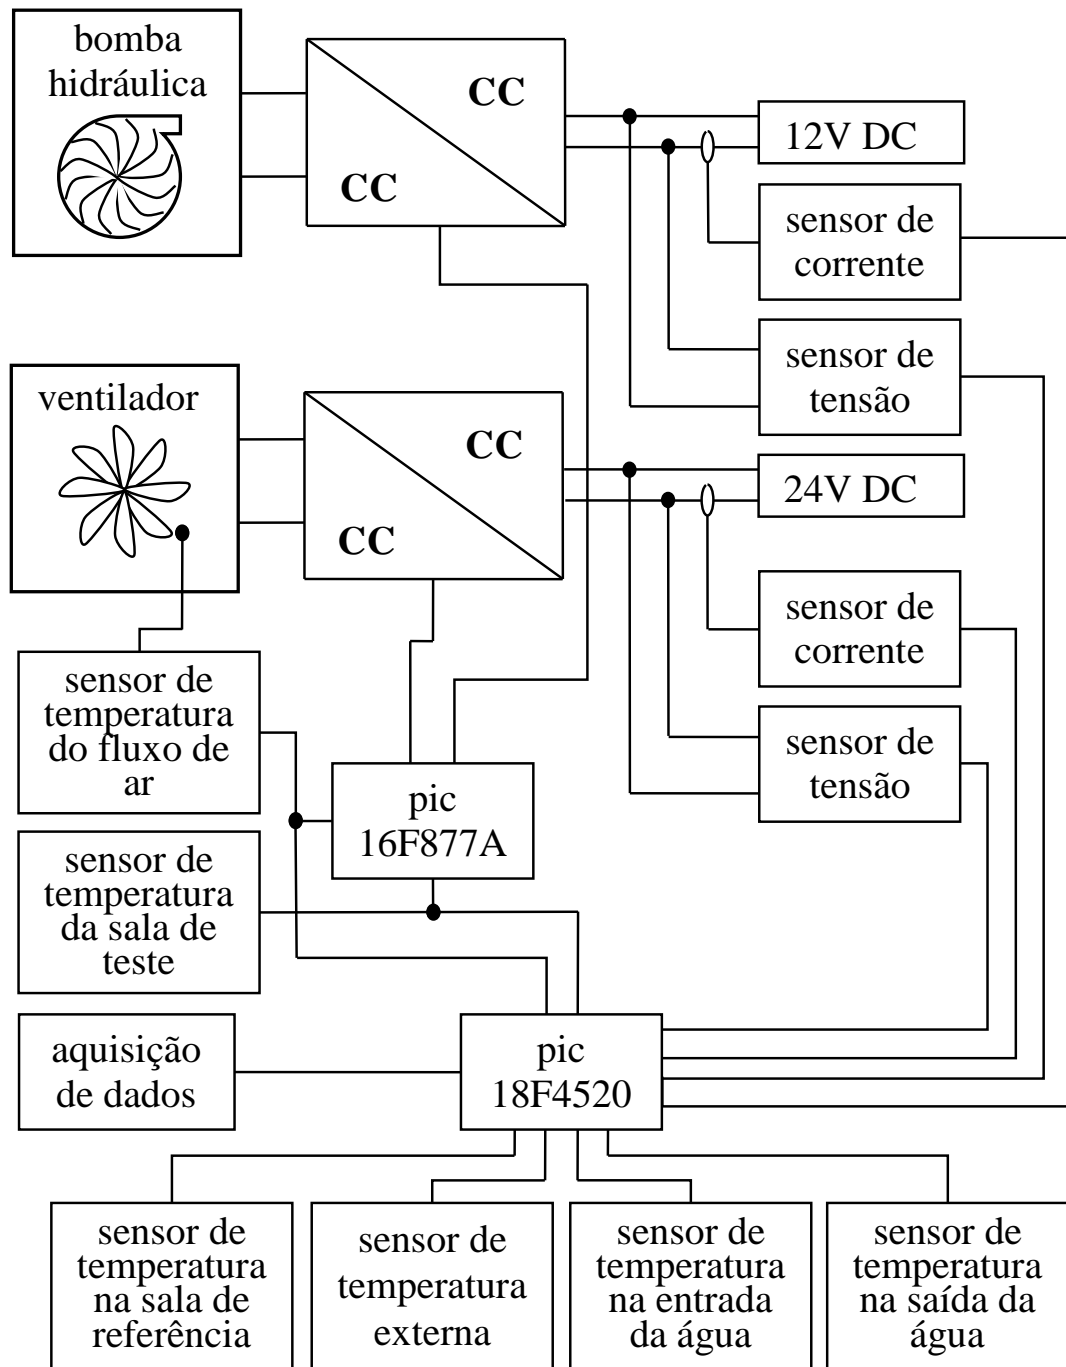 bomba
hidráulica
CC
CC
12V DC
sensor de
corrente
sensor de
tensão
ventilador
CC
CC
24V DC
sensor de
corrente
sensor de
tensão
sensor de
temperatura
do fluxo de
ar
pic
16F877A
sensor de
temperatura
da sala de
teste
aquisição
de dados
pic
18F4520
sensor de
temperatura
na sala de
referência
sensor de
temperatura
externa
sensor de
temperatura
na entrada
da água
sensor de
temperatura
na saída da
água